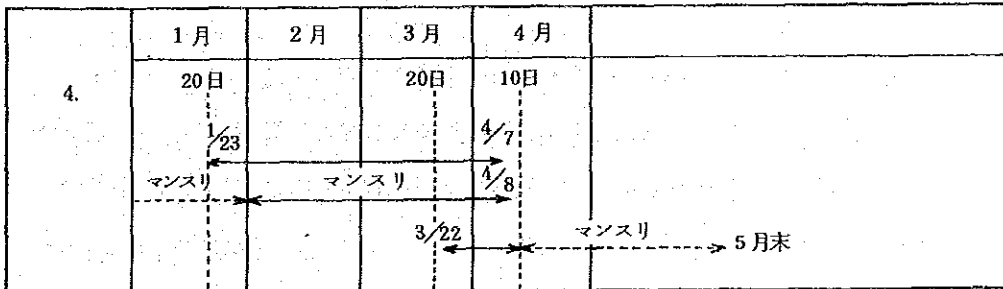 1月 2月 3月 4月
4. 20日 20日 10日
1/23 4/7
マンスリ マンスリ 4/8
3/22 マンスリ 5月末